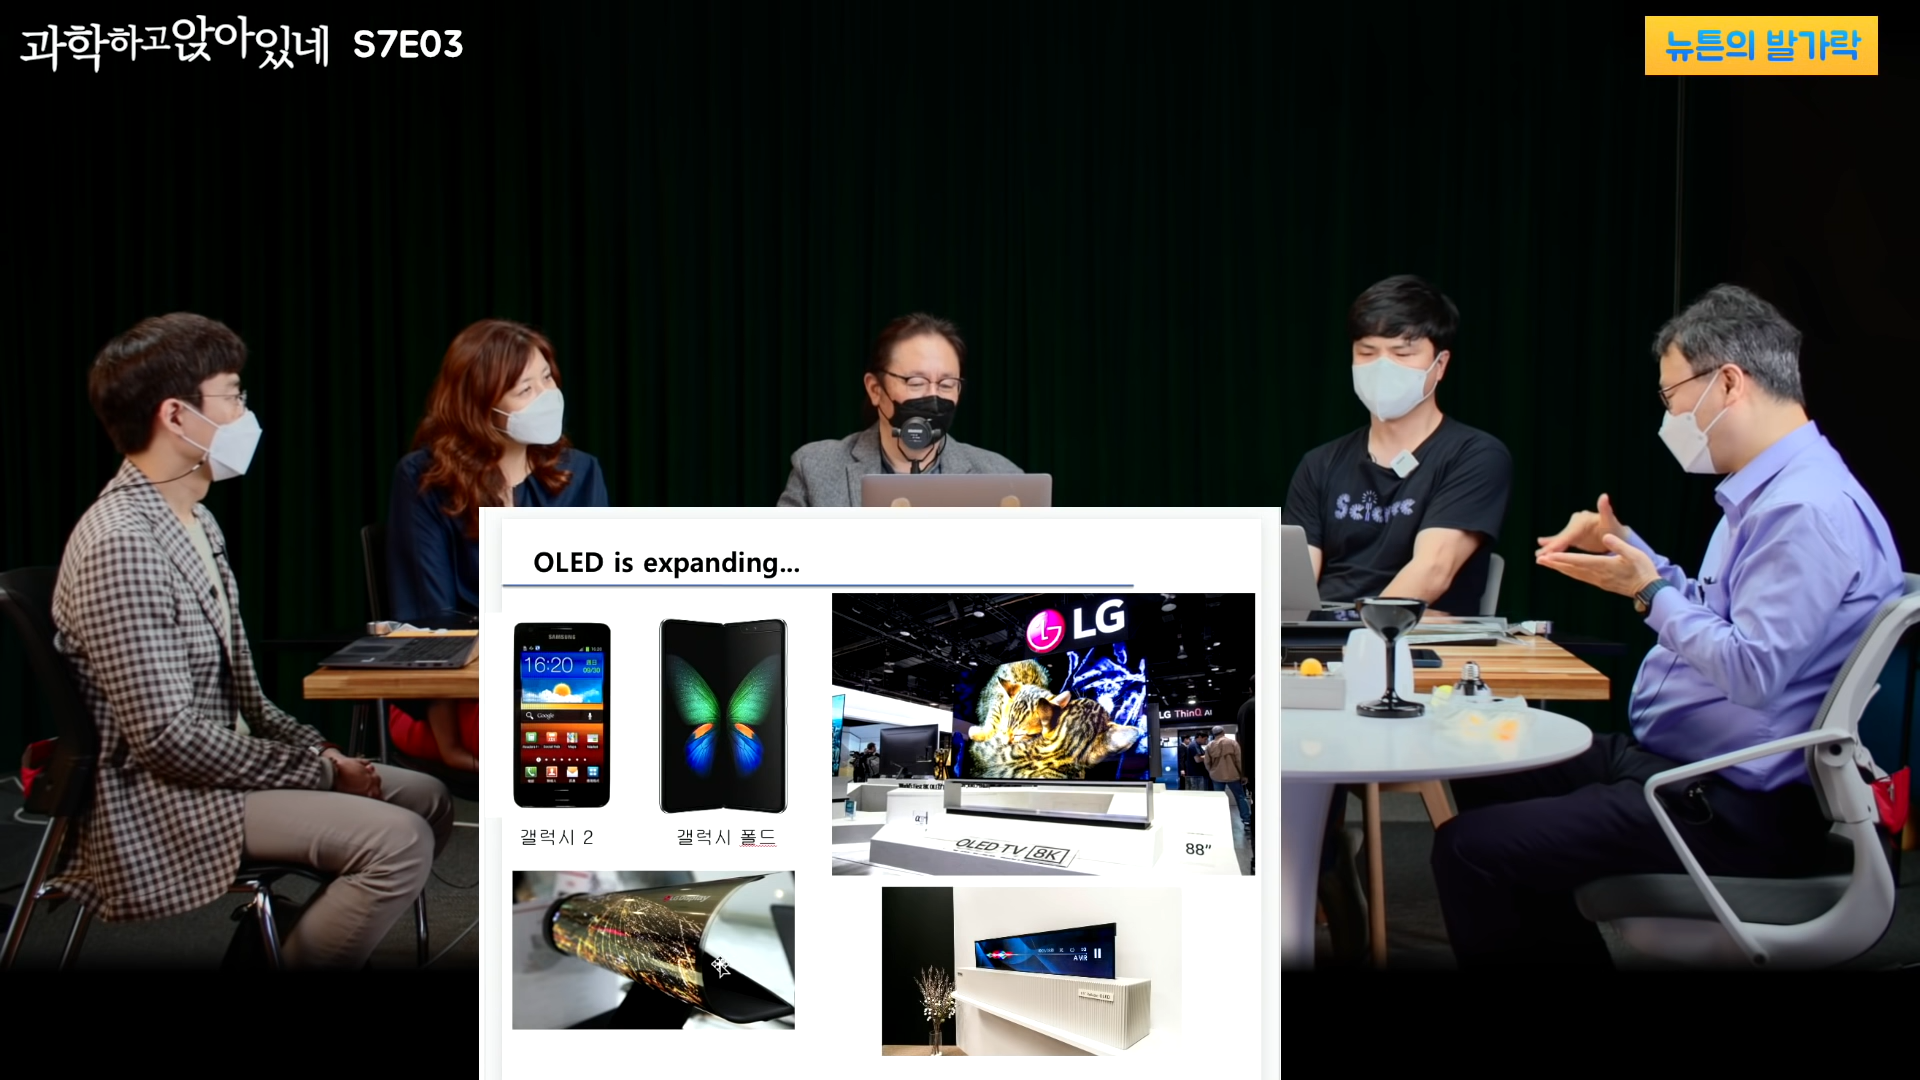 과학하고앉아있네 S7E03
뉴튼의 발가락
Science
OLED is expanding...
SAMSUNG
16:20
Google
갤럭시 2
갤럭시 폴드
LG
LG ThinQ AI
OLED TV 8K
88"